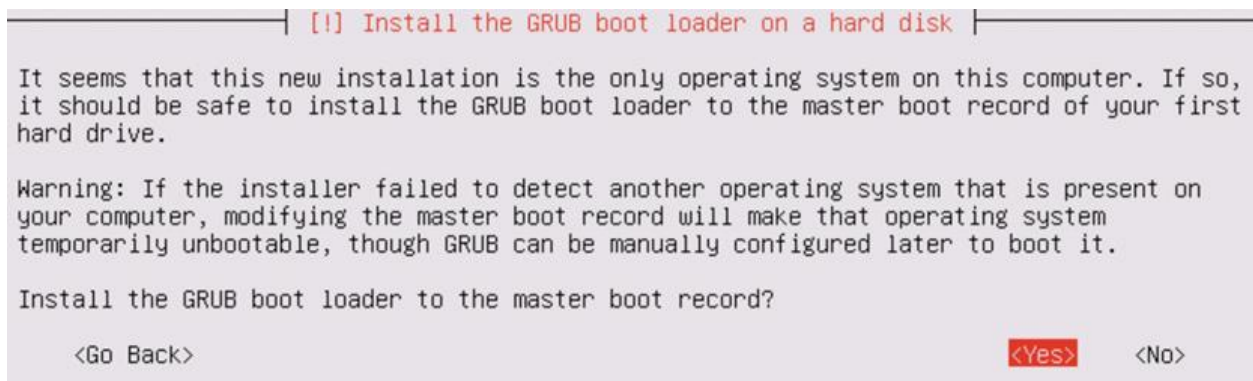 [!] Install the GRUB boot loader on a hard disk
It seems that this new installation is the only operating system on this computer. If so,
it should be safe to install the GRUB boot loader to the master boot record of your first
hard drive.
Warning: If the installer failed to detect another operating system that is present on
your computer, modifying the master boot record will make that operating system
temporarily unbootable, though GRUB can be manually configured later to boot it.
Install the GRUB boot loader to the master boot record?
<Go Back> <Yes> <No>